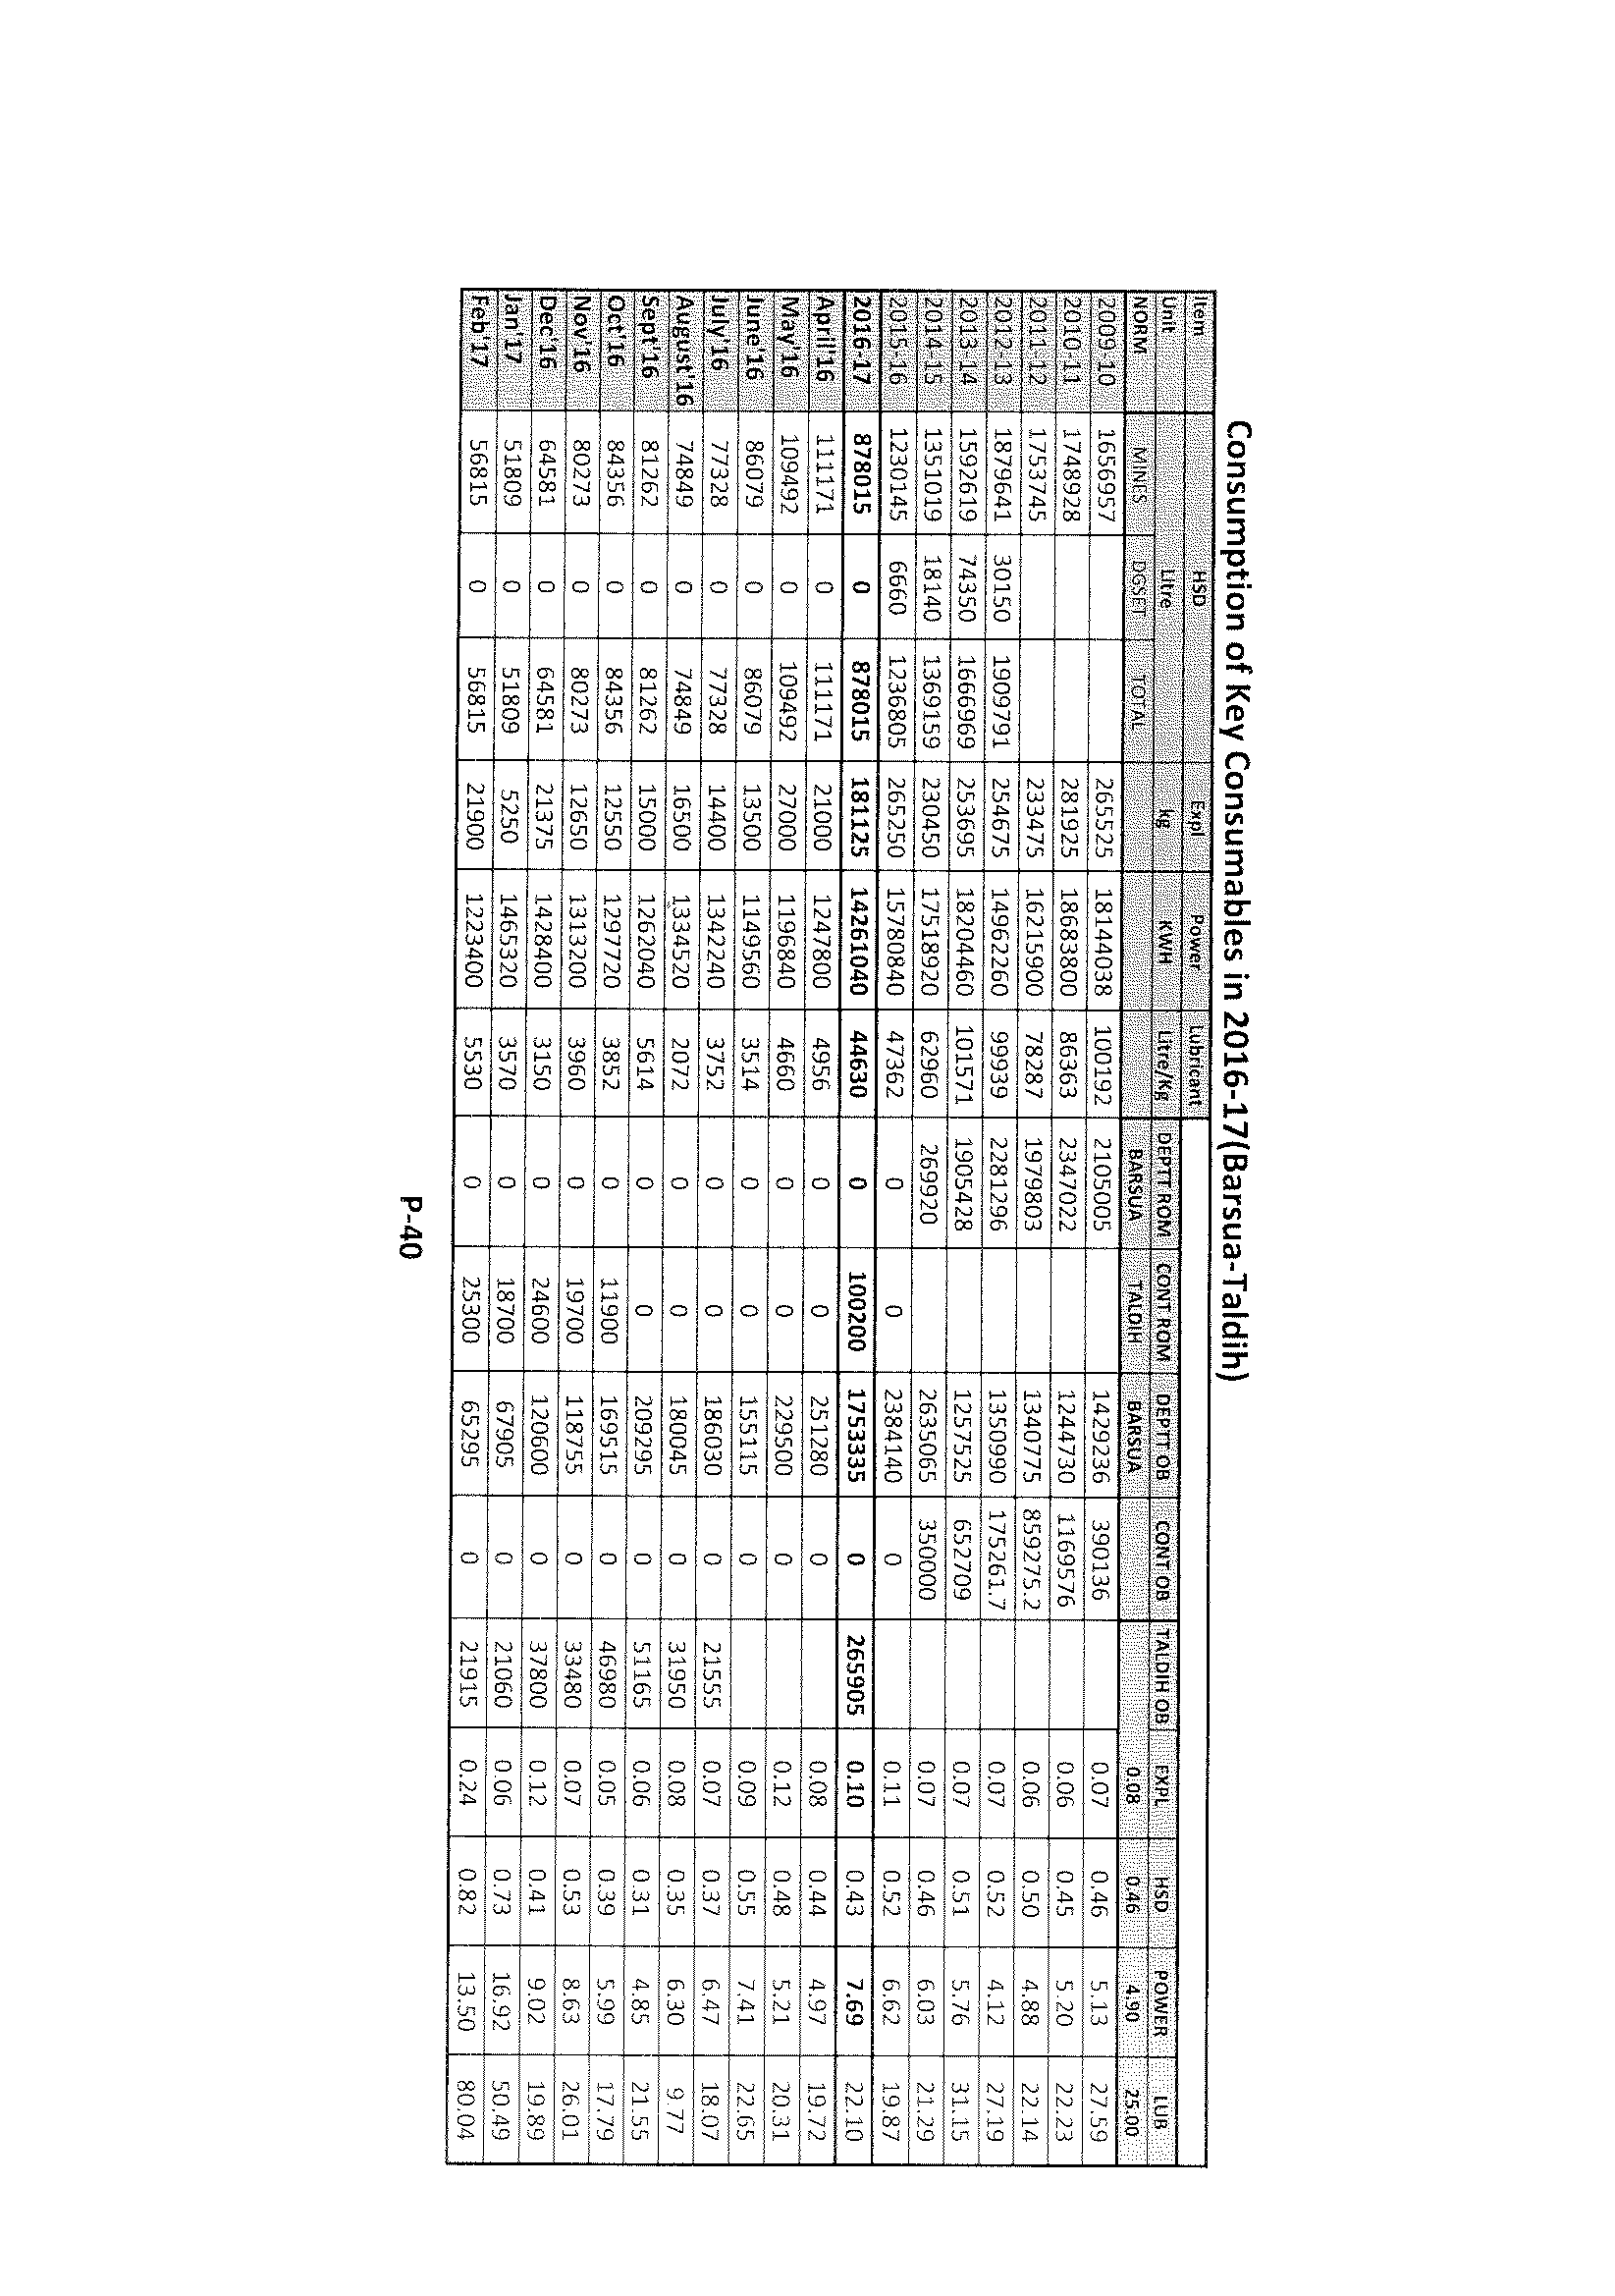 Consumption of Key Consumables in 2016-17(Barsua-Taldih)
Item HSD Expl Power Lubricant
Unit Litre kg KWH Litre/Kg DEPTT ROM CONT ROM DEPTT OB CONT OB TALDIH OB EXPL HSD POWER LUB
NORM MINES DGSET TOTAL BARSUA TALDIH BARSUA 0.08 0.46 4.90 25.00
2009-10 1656957 265525 18144038 100192 2105005 1429236 390136 0.07 0.46 5.13 27.59
2010-11 1748928 281925 18683800 86363 2347022 1244730 1169576 0.06 0.45 5.20 22.23
2011-12 1753745 233475 16215900 78287 1979803 1340775 859275.2 0.06 0.50 4.88 22.14
2012-13 1879641 30150 1909791 254675 14962260 99939 2281296 1350990 175261.7 0.07 0.52 4.12 27.19
2013-14 1592619 74350 1666969 253695 18204460 101571 1905428 1257525 652709 0.07 0.51 5.76 31.15
2014-15 1351019 18140 1369159 230450 17518920 62960 269920 2635065 350000 0.07 0.46 6.03 21.29
2015-16 1230145 6660 1236805 265250 15780840 47362 0 0 2384140 0 0.11 0.52 6.62 19.87
2016-17 878015 0 878015 181125 14261040 44630 0 100200 1753335 0 265905 0.10 0.43 7.69 22.10
April'16 111171 0 111171 21000 1247800 4956 0 0 251280 0 0.08 0.44 4.97 19.72
May'16 109492 0 109492 27000 1196840 4660 0 0 229500 0 0.12 0.48 5.21 20.31
June'16 86079 0 86079 13500 1149560 3514 0 0 155115 0 0.09 0.55 7.41 22.65
July'16 77328 0 77328 14400 1342240 3752 0 0 186030 0 21555 0.07 0.37 6.47 18.07
August'16 74849 0 74849 16500 1334520 2072 0 0 180045 0 31950 0.08 0.35 6.30 9.77
Sept'16 81262 0 81262 15000 1262040 5614 0 0 209295 0 51165 0.06 0.31 4.85 21.55
Oct'16 84356 0 84356 12550 1297720 3852 0 11900 169515 0 46980 0.05 0.39 5.99 17.79
Nov'16 80273 0 80273 12650 1313200 3960 0 19700 118755 0 33480 0.07 0.53 8.63 26.01
Dec'16 64581 0 64581 21375 1428400 3150 0 24600 120600 0 37800 0.12 0.41 9.02 19.89
Jan'17 51809 0 51809 5250 1465320 3570 0 18700 67905 0 21060 0.06 0.73 16.92 50.49
Feb'17 56815 0 56815 21900 1223400 5530 0 25300 65295 0 21915 0.24 0.82 13.50 80.04
P-40